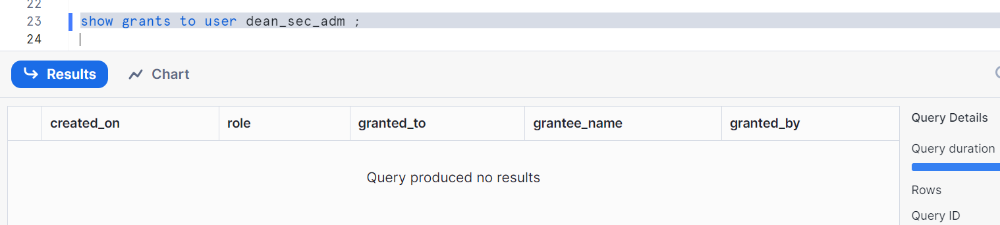 22
23 show grants to user dean_sec_adm ;
24
Results Chart
created_on role granted_to grantee_name granted_by
Query Details
Query duration
Query produced no results
Rows
Query ID